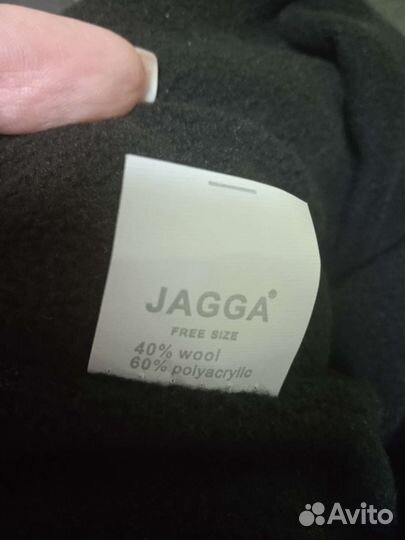 JAGGA
FREE SIZE
40% wool
60% polyacrylic
Avito